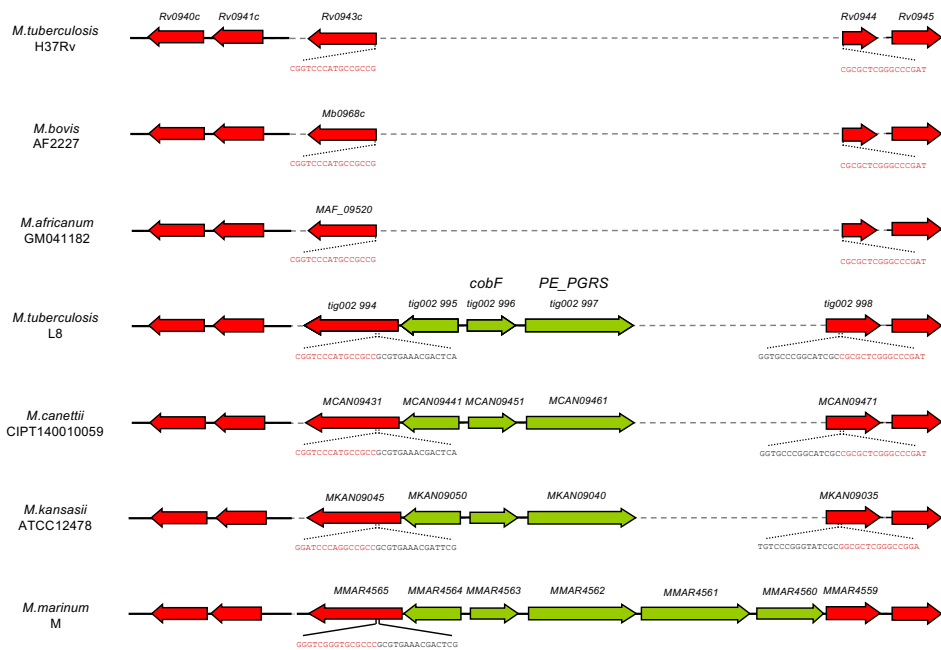 Rv0940c Rv0941c Rv0943c Rv0944 Rv0945
M.tuberculosis
H37Rv
CGGTCCCATGCCGCCG CGCGCTCGGGCCCGAT
Mb0968c
M.bovis
AF2227
CGGTCCCATGCCGCCG CGCGCTCGGGCCCGAT
MAF_09520
M.africanum
GM041182
CGGTCCCATGCCGCCG CGCGCTCGGGCCCGAT
cobF PE_PGRS
tig002 994 tig002 995 tig002 996 tig002 997 tig002 998
M.tuberculosis
L8
CGGTCCCATGCCGCCGCGTGAAACGACTCA GGTGCCCGGCATCGCCGCGCTCGGGCCCGAT
MCAN09431 MCAN09441 MCAN09451 MCAN09461 MCAN09471
M.canettii
CIPT140010059
CGGTCCCATGCCGCCGCGTGAAACGACTCA GGTGCCCGGCATCGCCGCGCTCGGGCCCGAT
MKAN09045 MKAN09050 MKAN09040 MKAN09035
M.kansasii
ATCC12478
GGATCCCAGGCCGCCGCGTGAAACGATTCG TGTCCCGGGTATCGCGGCGCTCGGGCCGGA
MMAR4565 MMAR4564 MMAR4563 MMAR4562 MMAR4561 MMAR4560 MMAR4559
M.marinum
M
GGGTCGGGTGCGCCCGCGTGAAACGACTCG